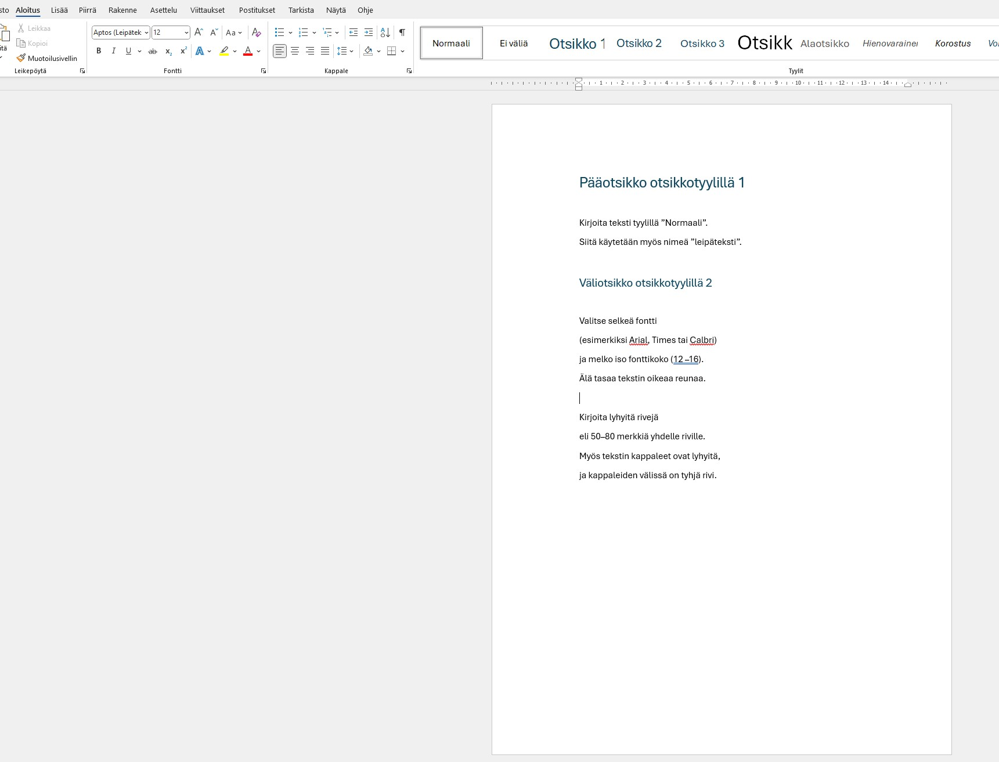 Aloitus Lisää Piirrä Rakenne Asettelu Viittaukset Postitukset Tarkista Näytä Ohje
Leikkaa
Kopioi
Muotoilusivellin
Leikepöytä
Aptos (Leipätek 12
Aa
Fontti
Kappale
Normaali Ei väliä Otsikko 1 Otsikko 2 Otsikko 3 Otsikk Alaotsikko Hienovarainen Korostus
Tyylit
1 2 3 4 5 6 7 8 9 10 11 12 13 14
Pääotsikko otsikkotyylillä 1
Kirjoita teksti tyylillä ”Normaali”.
Siitä käytetään myös nimeä ”leipäteksti”.
Väliotsikko otsikkotyylillä 2
Valitse selkeä fontti
(esimerkiksi Arial, Times tai Calbri)
ja melko iso fonttikoko (12 –16).
Älä tasaa tekstin oikeaa reunaa.
Kirjoita lyhyitä rivejä
eli 50–80 merkkiä yhdelle riville.
Myös tekstin kappaleet ovat lyhyitä,
ja kappaleiden välissä on tyhjä rivi.